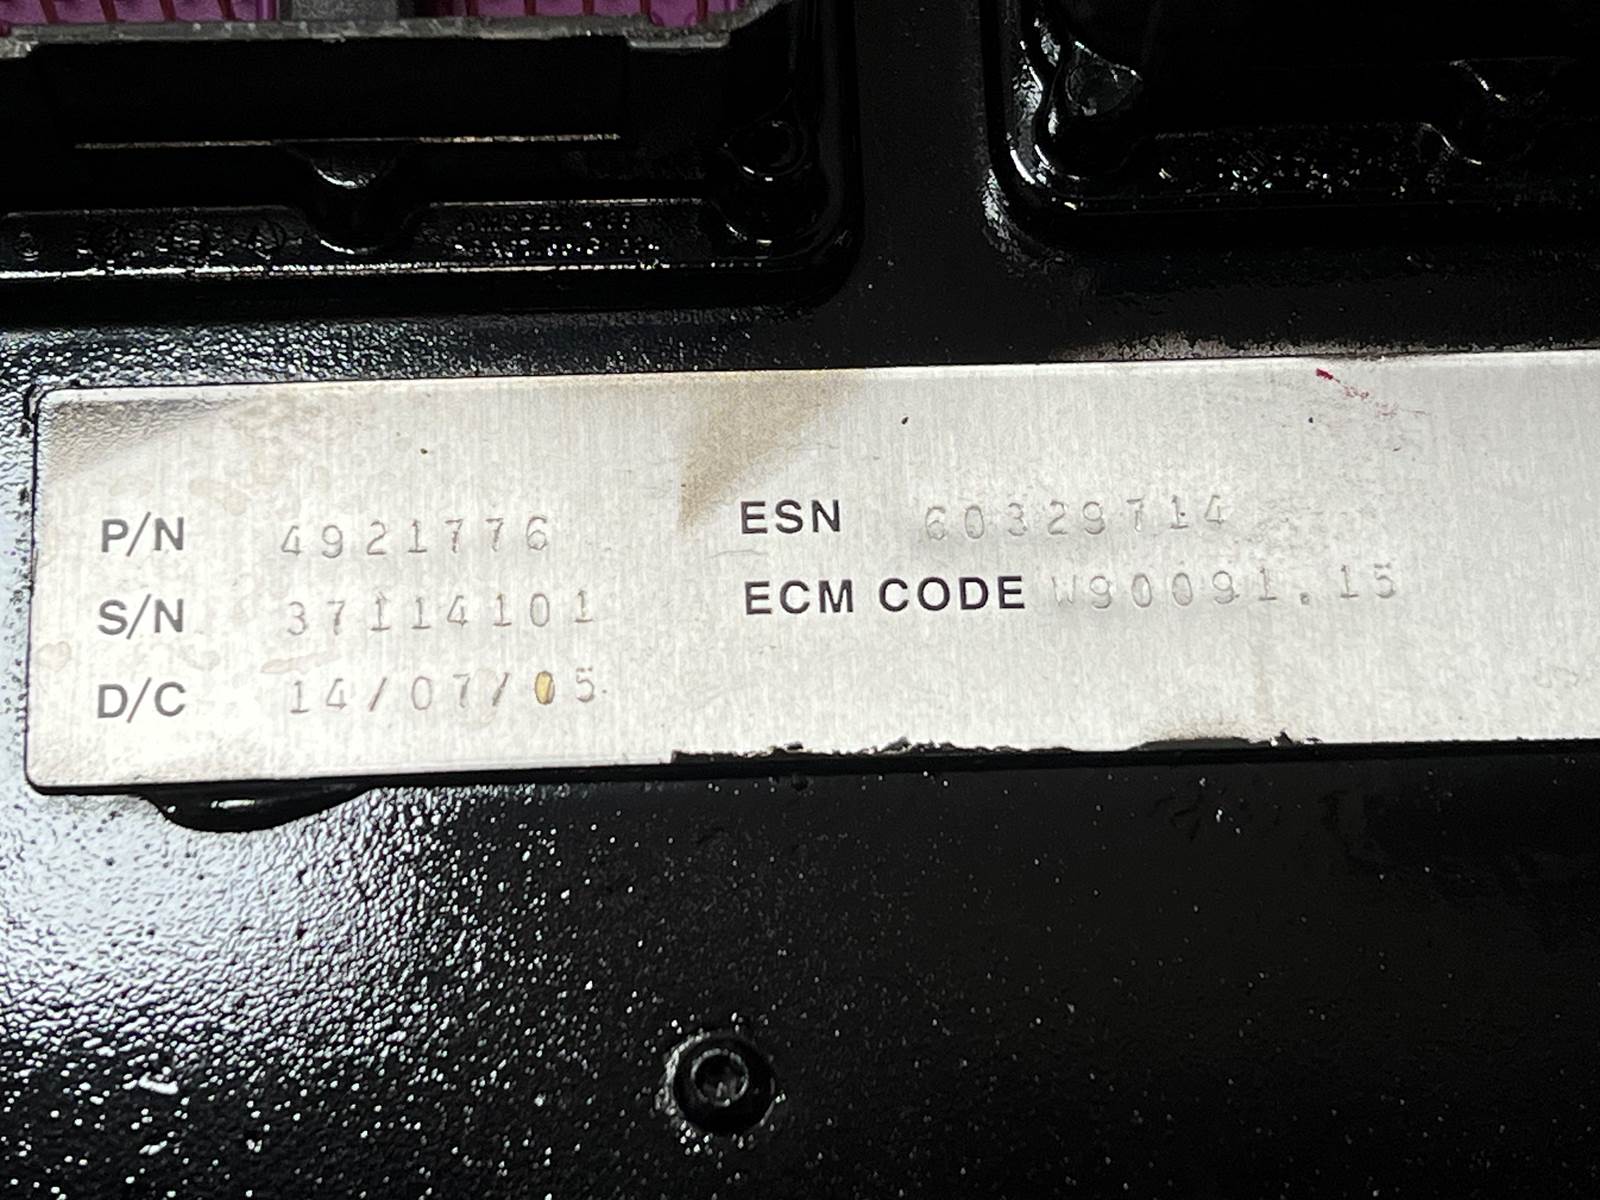 P/N 4921776
S/N 37114101
D/C 14/07/05
ESN 60329714
ECM CODE W90091.15